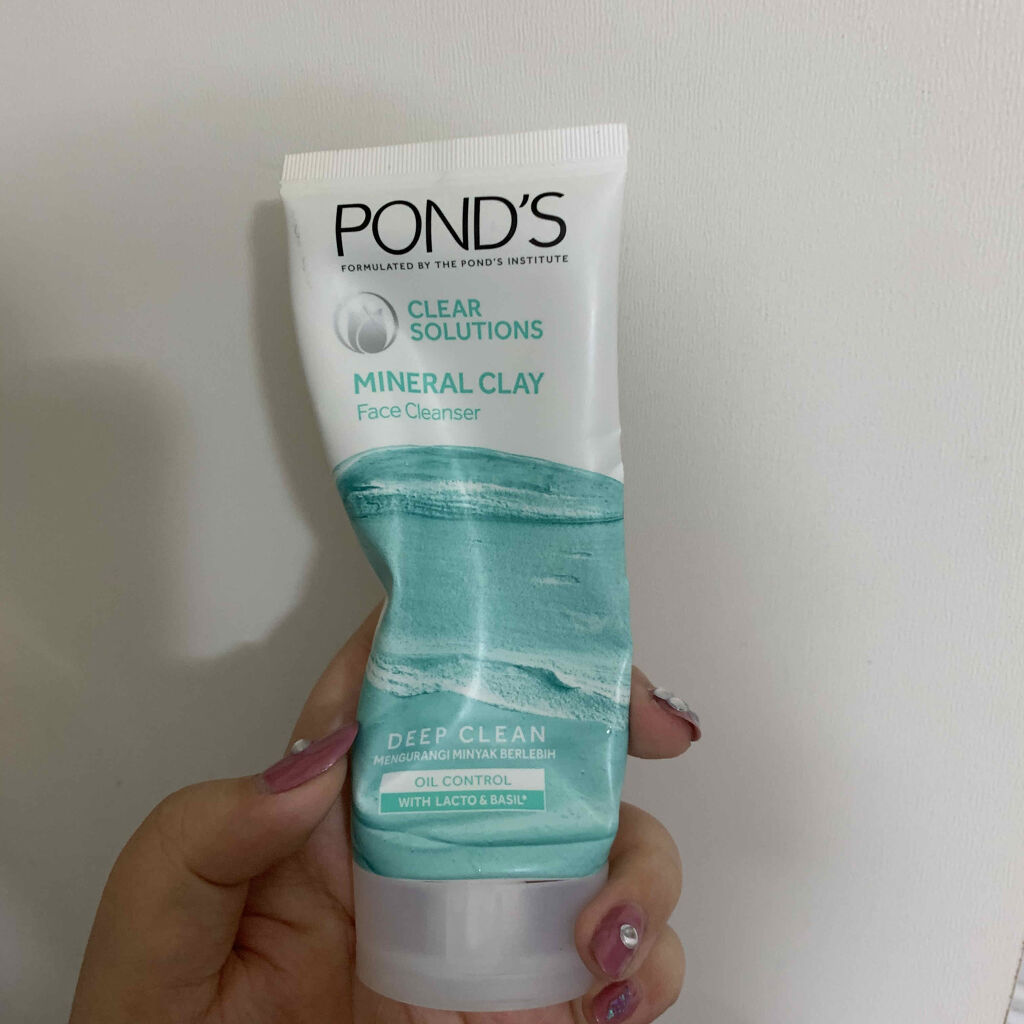 POND'S
FORMULATED BY THE POND'S INSTITUTE
CLEAR
SOLUTIONS
MINERAL CLAY
Face Cleanser
DEEP CLEAN
MENGURANGI MINYAK BERLEBIH
OIL CONTROL
WITH LACTO & BASIL*